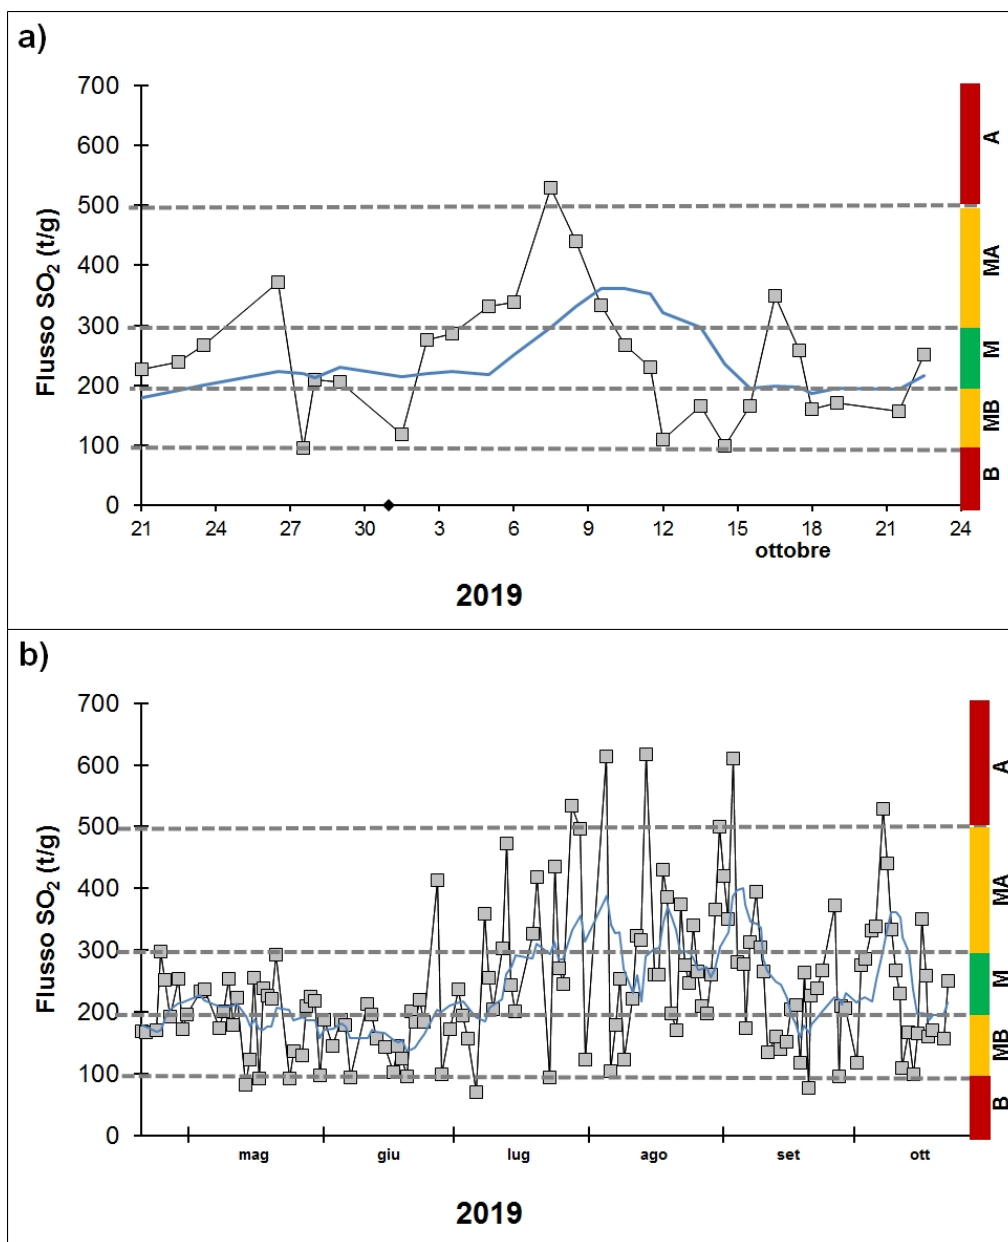 a)
Flusso SO2 (t/g)
700
600
500
400
300
200
100
0
21 24 27 30 3 6 9 12 15 18 21 24
ottobre
2019
A
MA
M
MB
B
b)
Flusso SO2 (t/g)
700
600
500
400
300
200
100
0
mag giu lug ago set ott
2019
A
MA
M
MB
B